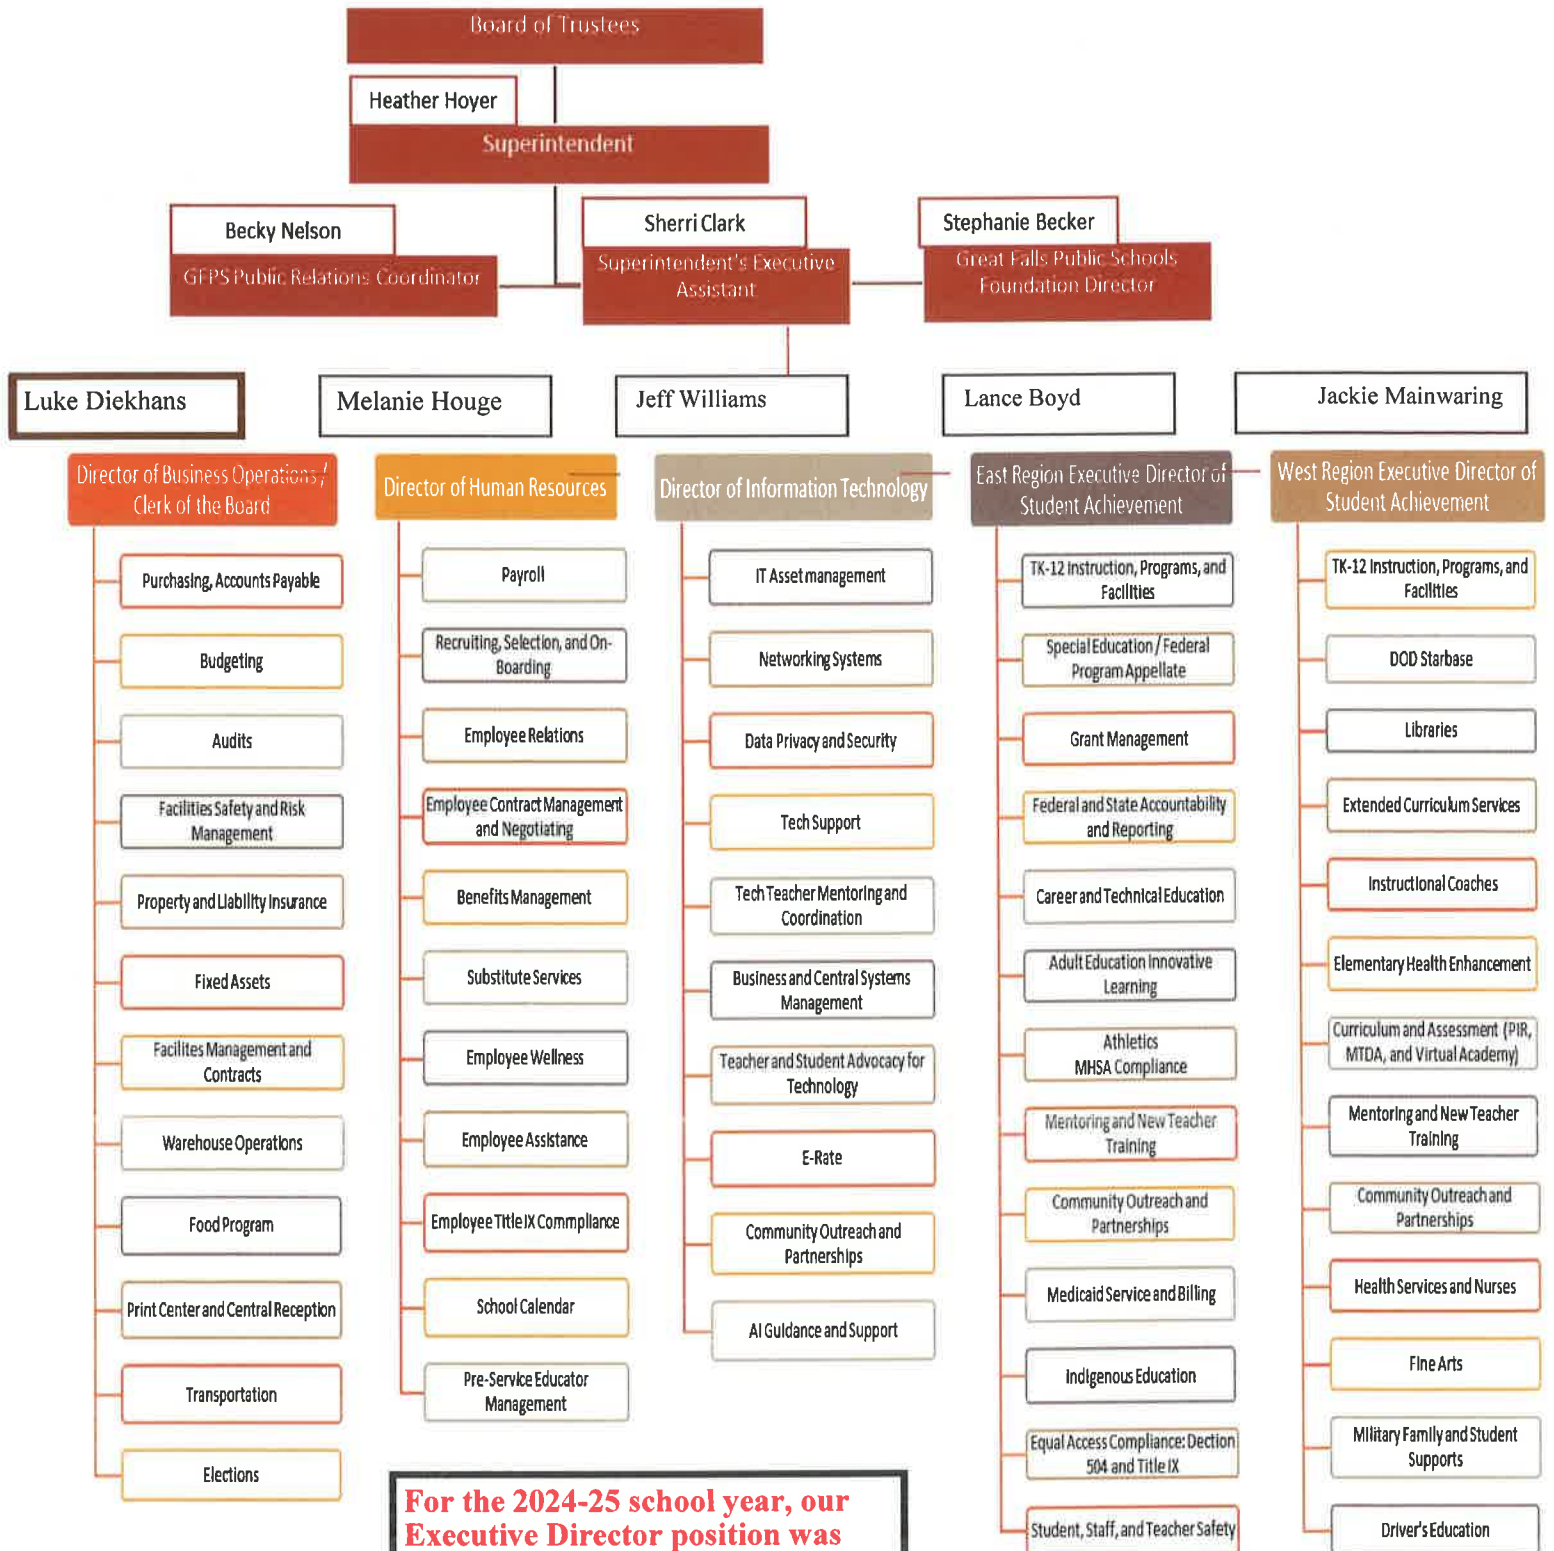 Board of Trustees
Heather Hoyer
Superintendent
Becky Nelson
GFPS Public Relations Coordinator
Sherri Clark
Superintendent's Executive
Assistant
Stephanie Becker
Great Falls Public Schools
Foundation Director
Luke Diekhans
Melanie Houge
Jeff Williams
Lance Boyd
Jackie Mainwaring
Director of Business Operations /
Clerk of the Board
Purchasing, Accounts Payable
Budgeting
Audits
Facilities Safety and Risk
Management
Property and Liability Insurance
Fixed Assets
Facilites Management and
Contracts
Warehouse Operations
Food Program
Print Center and Central Reception
Transportation
Elections
Director of Human Resources
Payroll
Recruiting, Selection, and On-
Boarding
Employee Relations
Employee Contract Management
and Negotiating
Benefits Management
Substitute Services
Employee Wellness
Employee Assistance
Employee Title IX Commpliance
School Calendar
Pre-Service Educator
Management
Director of Information Technology
IT Asset management
Networking Systems
Data Privacy and Security
Tech Support
Tech Teacher Mentoring and
Coordination
Business and Central Systems
Management
Teacher and Student Advocacy for
Technology
E-Rate
Community Outreach and
Partnerships
AI Guidance and Support
East Region Executive Director of
Student Achievement
TK-12 Instruction, Programs, and
Facilities
Special Education / Federal
Program Appellate
Grant Management
Federal and State Accountability
and Reporting
Career and Technical Education
Adult Education Innovative
Learning
Athletics
MHSA Compliance
Mentoring and New Teacher
Training
Community Outreach and
Partnerships
Medicaid Service and Billing
Indigenous Education
Equal Access Compliance: Dection
504 and Title IX
Student, Staff, and Teacher Safety
West Region Executive Director of
Student Achievement
TK-12 Instruction, Programs, and
Facilities
DOD Starbase
Libraries
Extended Curriculum Services
Instructional Coaches
Elementary Health Enhancement
Curriculum and Assessment (PIR,
MTDA, and Virtual Academy)
Mentoring and New Teacher
Training
Community Outreach and
Partnerships
Health Services and Nurses
Fine Arts
Military Family and Student
Supports
Driver's Education
For the 2024-25 school year, our
Executive Director position was